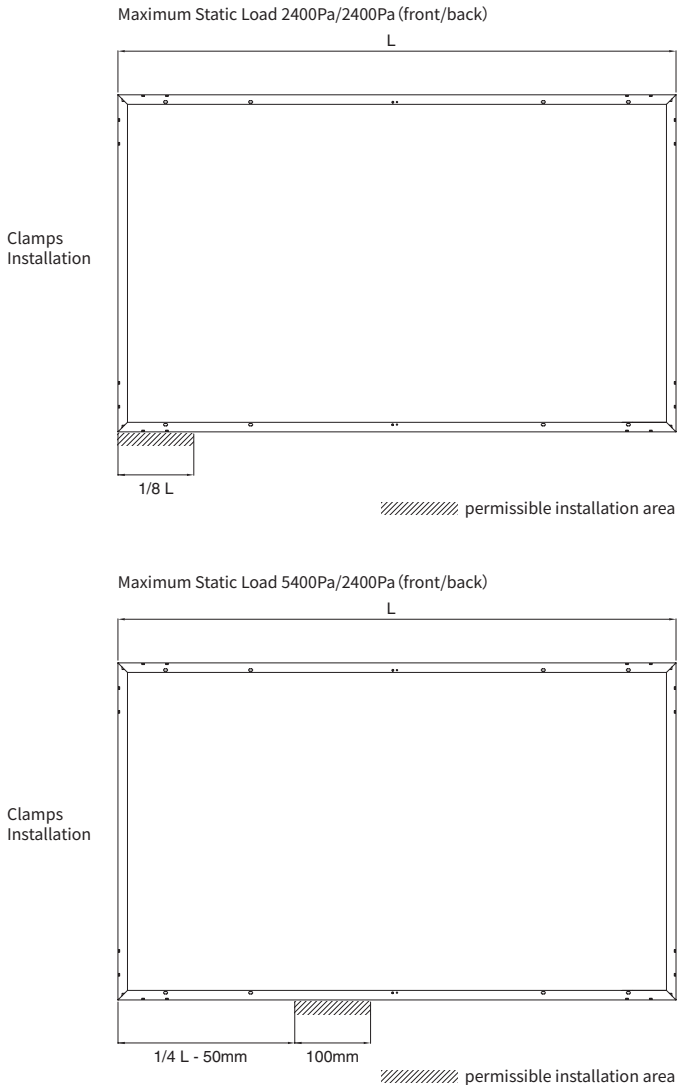 Maximum Static Load 2400Pa/2400Pa (front/back)
L
Clamps
Installation
1/8 L
permissible installation area
Maximum Static Load 5400Pa/2400Pa (front/back)
L
Clamps
Installation
1/4 L - 50mm
100mm
permissible installation area